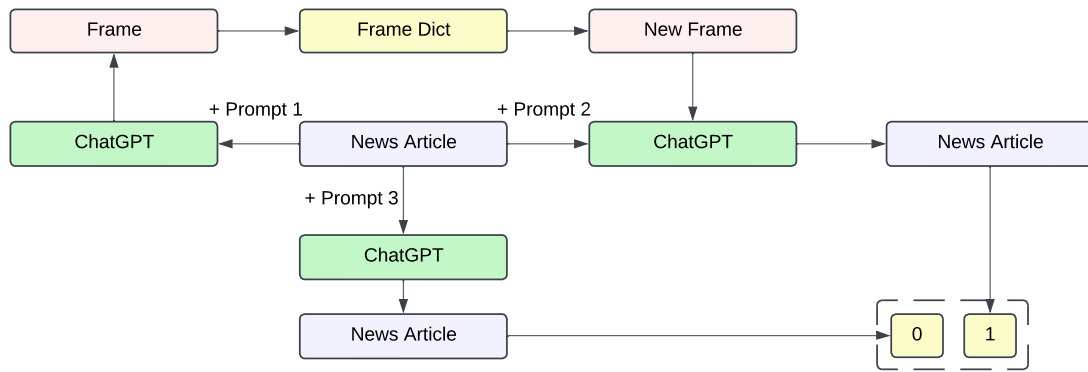 Frame
Frame Dict
New Frame
+ Prompt 1
+ Prompt 2
ChatGPT
News Article
ChatGPT
News Article
+ Prompt 3
ChatGPT
News Article
0
1